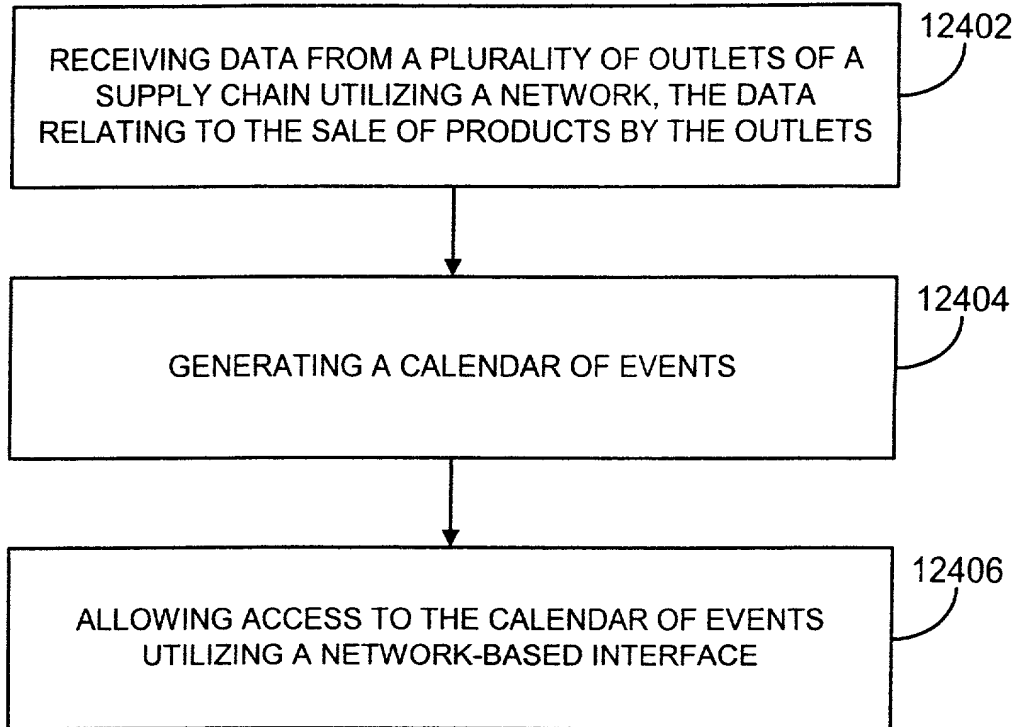 12402
RECEIVING DATA FROM A PLURALITY OF OUTLETS OF A
SUPPLY CHAIN UTILIZING A NETWORK, THE DATA
RELATING TO THE SALE OF PRODUCTS BY THE OUTLETS
12404
GENERATING A CALENDAR OF EVENTS
12406
ALLOWING ACCESS TO THE CALENDAR OF EVENTS
UTILIZING A NETWORK-BASED INTERFACE